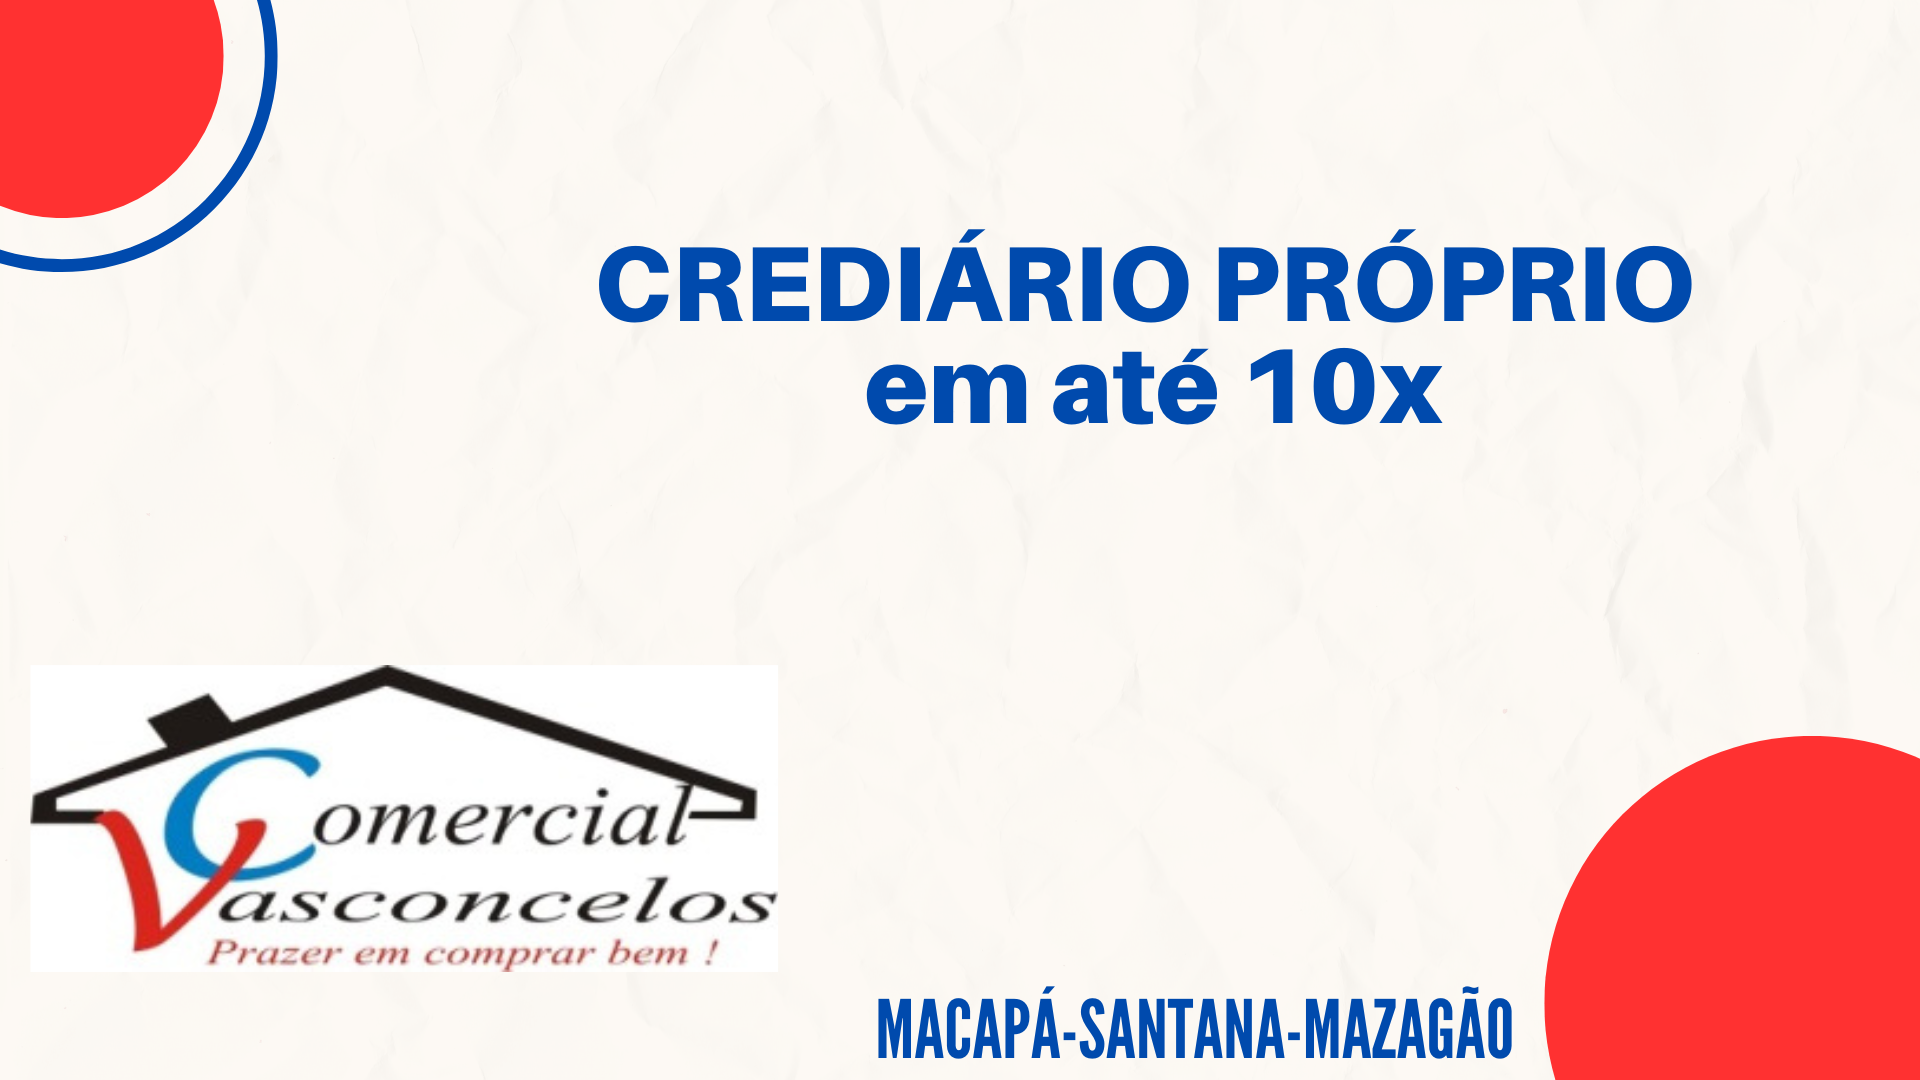 CREDIÁRIO PRÓPRIO
em até 10x
Comercial
Vasconcelos
Prazer em comprar bem !
MACAPÁ-SANTANA-MAZAGÃO